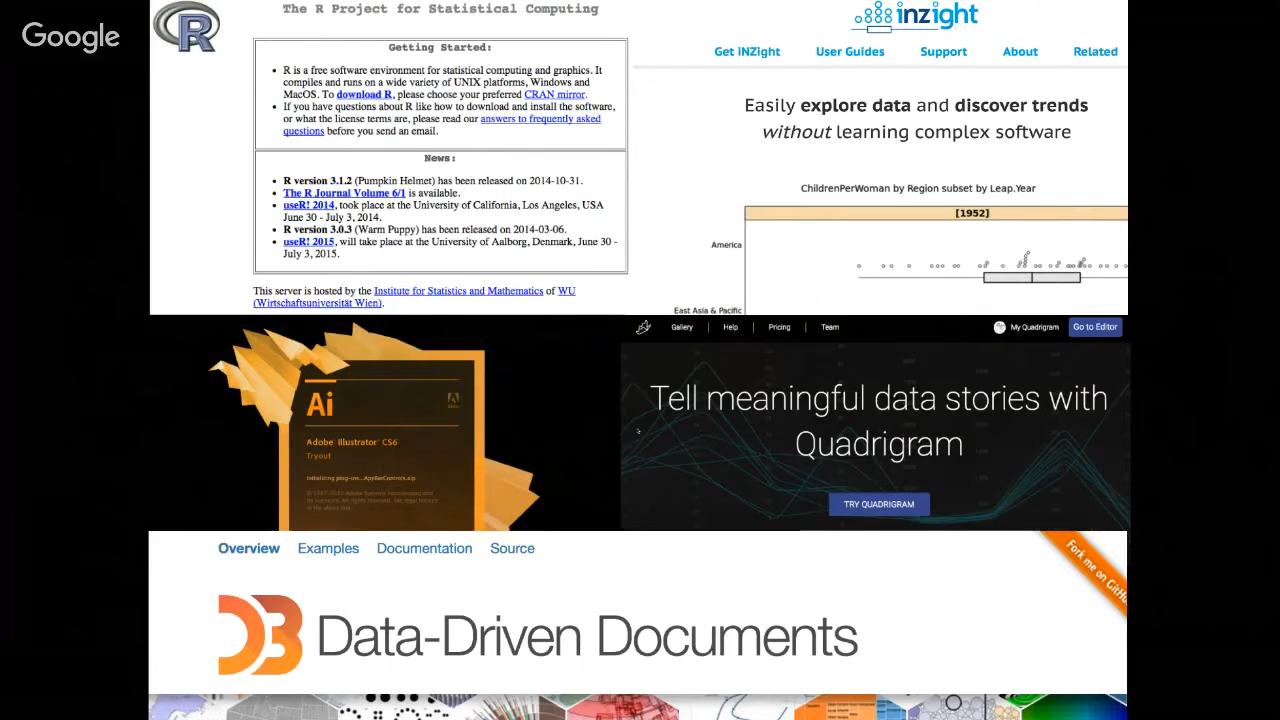 Google
R
The R Project for Statistical Computing
Getting Started:
R is a free software environment for statistical computing and graphics. It
compiles and runs on a wide variety of UNIX platforms, Windows and
MacOS. To download R, please choose your preferred CRAN mirror.
If you have questions about R like how to download and install the software,
or what the license terms are, please read our answers to frequently asked
questions before you send an email.
News:
R version 3.1.2 (Pumpkin Helmet) has been released on 2014-10-31.
The R Journal Volume 6/1 is available.
useR! 2014, took place at the University of California, Los Angeles, USA
June 30 - July 3, 2014.
R version 3.0.3 (Warm Puppy) has been released on 2014-03-06.
useR! 2015, will take place at the University of Aalborg, Denmark, June 30 -
July 3, 2015.
This server is hosted by the Institute for Statistics and Mathematics of WU
(Wirtschaftsuniversität Wien).
inzight
Get iNZight User Guides Support About Related
Easily explore data and discover trends
without learning complex software
ChildrenPerWoman by Region subset by Leap.Year
[1952]
America
East Asia & Pacific
Ai
Adobe Illustrator CS6
Tryout
Initializing plug-ins...AppBarControls.aip
Gallery | Help | Pricing | Team My Quadrigram Go to Editor
Tell meaningful data stories with
Quadrigram
TRY QUADRIGRAM
Overview Examples Documentation Source
Fork me on GitHub
D3 Data-Driven Documents